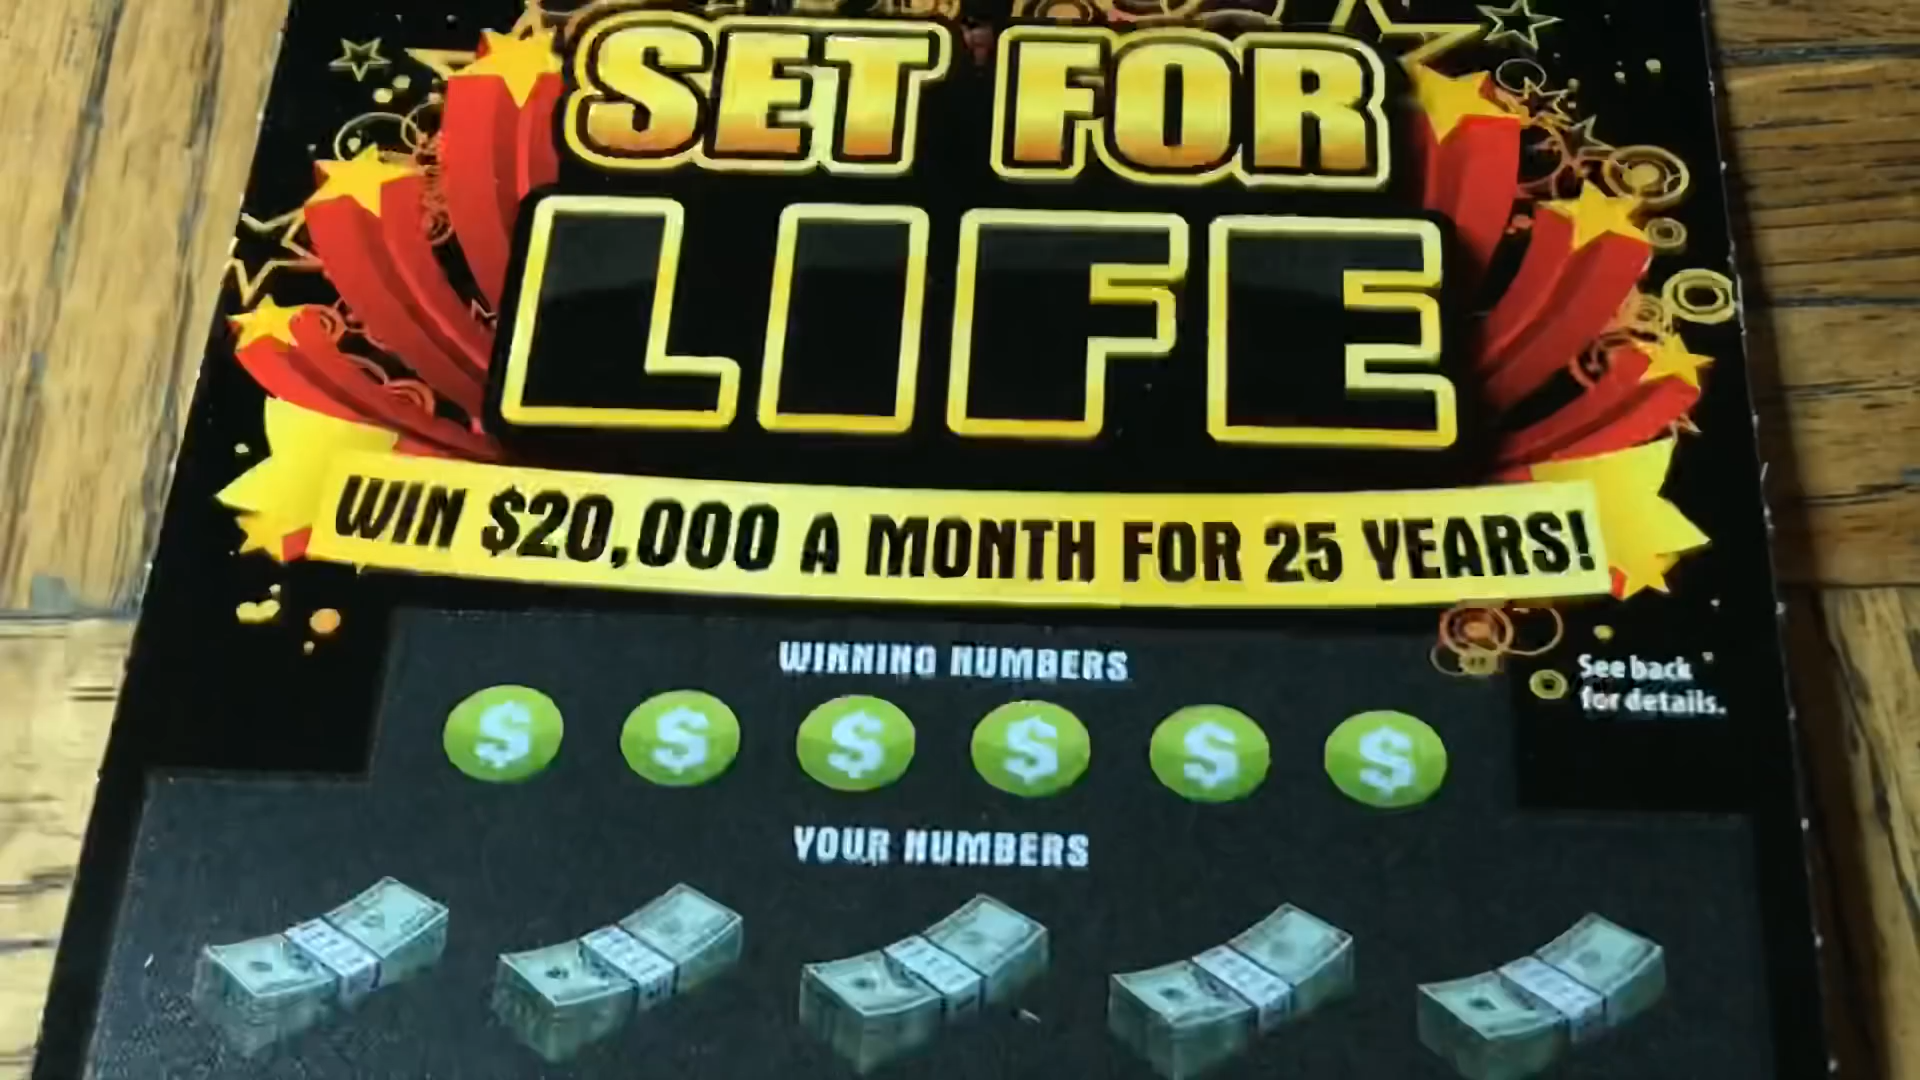 SET FOR
LIFE
WIN $20,000 A MONTH FOR 25 YEARS!
WINNING NUMBERS
See back
for details.
$ $ $ $ $ $
YOUR NUMBERS